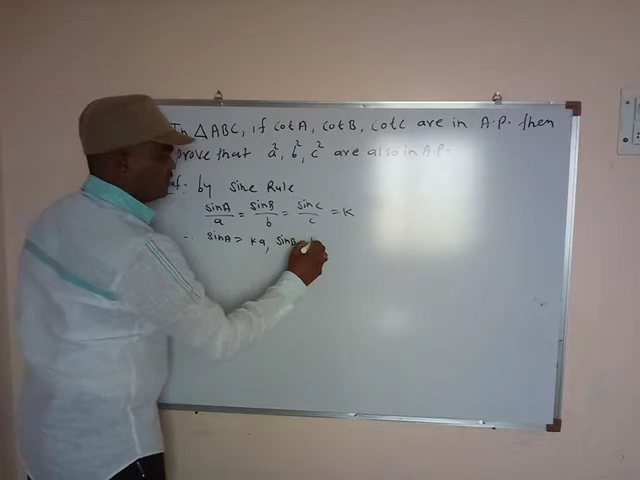 In △ABC, if cotA, cotB, cotC are in A.P. then
prove that a², b², c² are also in A.P.
by sine Rule
sinA/a = sinB/b = sinC/c = K
∴ sinA = Ka, sinB